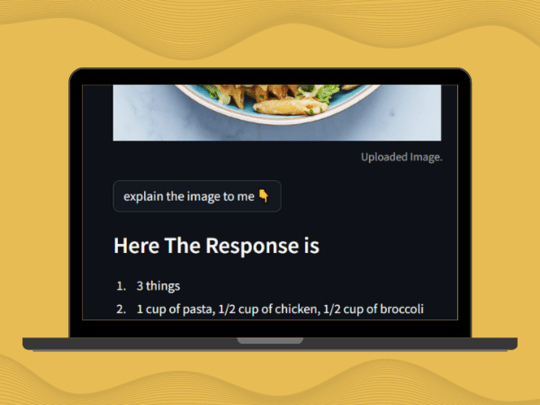 Uploaded Image.
explain the image to me 👇
Here The Response is
1. 3 things
2. 1 cup of pasta, 1/2 cup of chicken, 1/2 cup of broccoli